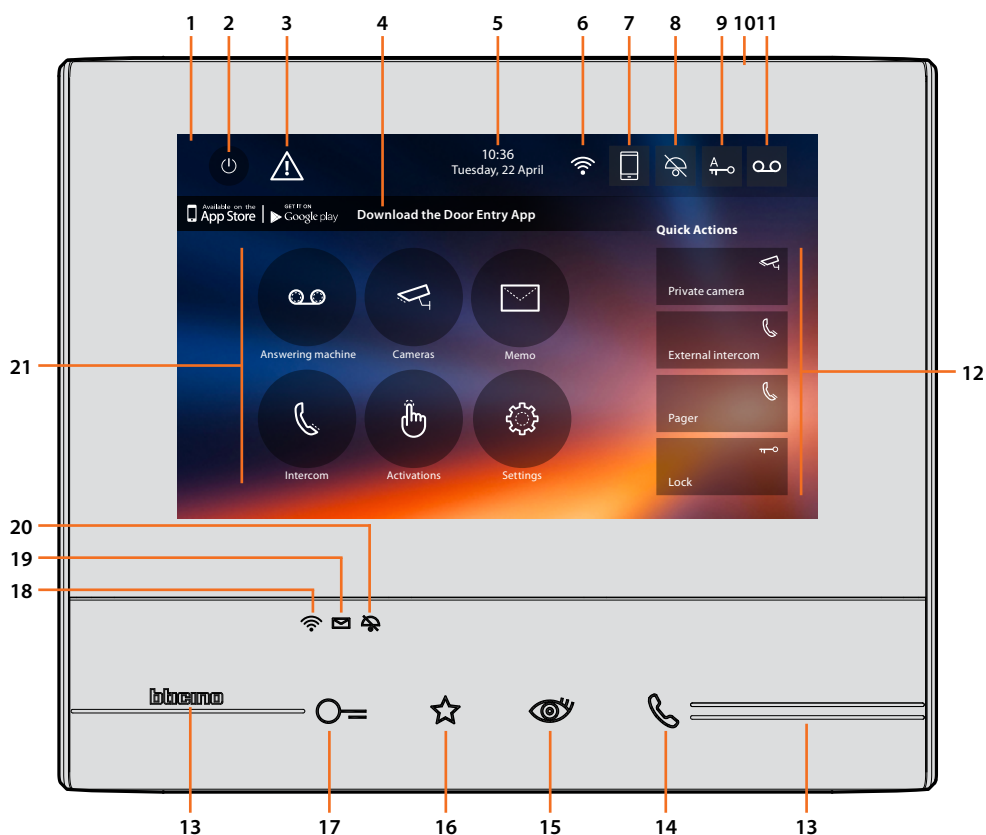 1 2 3 4 5 6 7 8 9 10 11
10:36
Tuesday, 22 April
A
Available on the
App Store
GET IT ON
Google play
Download the Door Entry App
Quick Actions
Private camera
External intercom
Pager
Lock
Answering machine
Cameras
Memo
Intercom
Activations
Settings
21
12
20
19
18
bticino
13 17 16 15 14 13